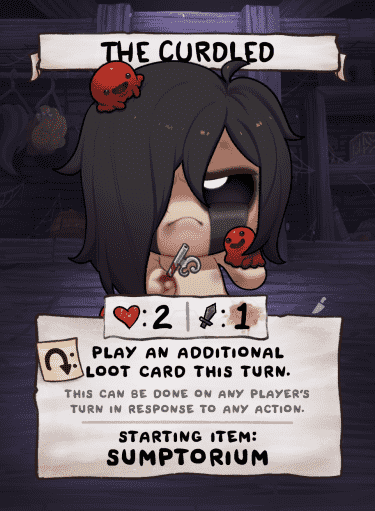 THE CURDLED
: 2 | : 1
: PLAY AN ADDITIONAL
LOOT CARD THIS TURN.
THIS CAN BE DONE ON ANY PLAYER'S
TURN IN RESPONSE TO ANY ACTION.
STARTING ITEM:
SUMPTORIUM